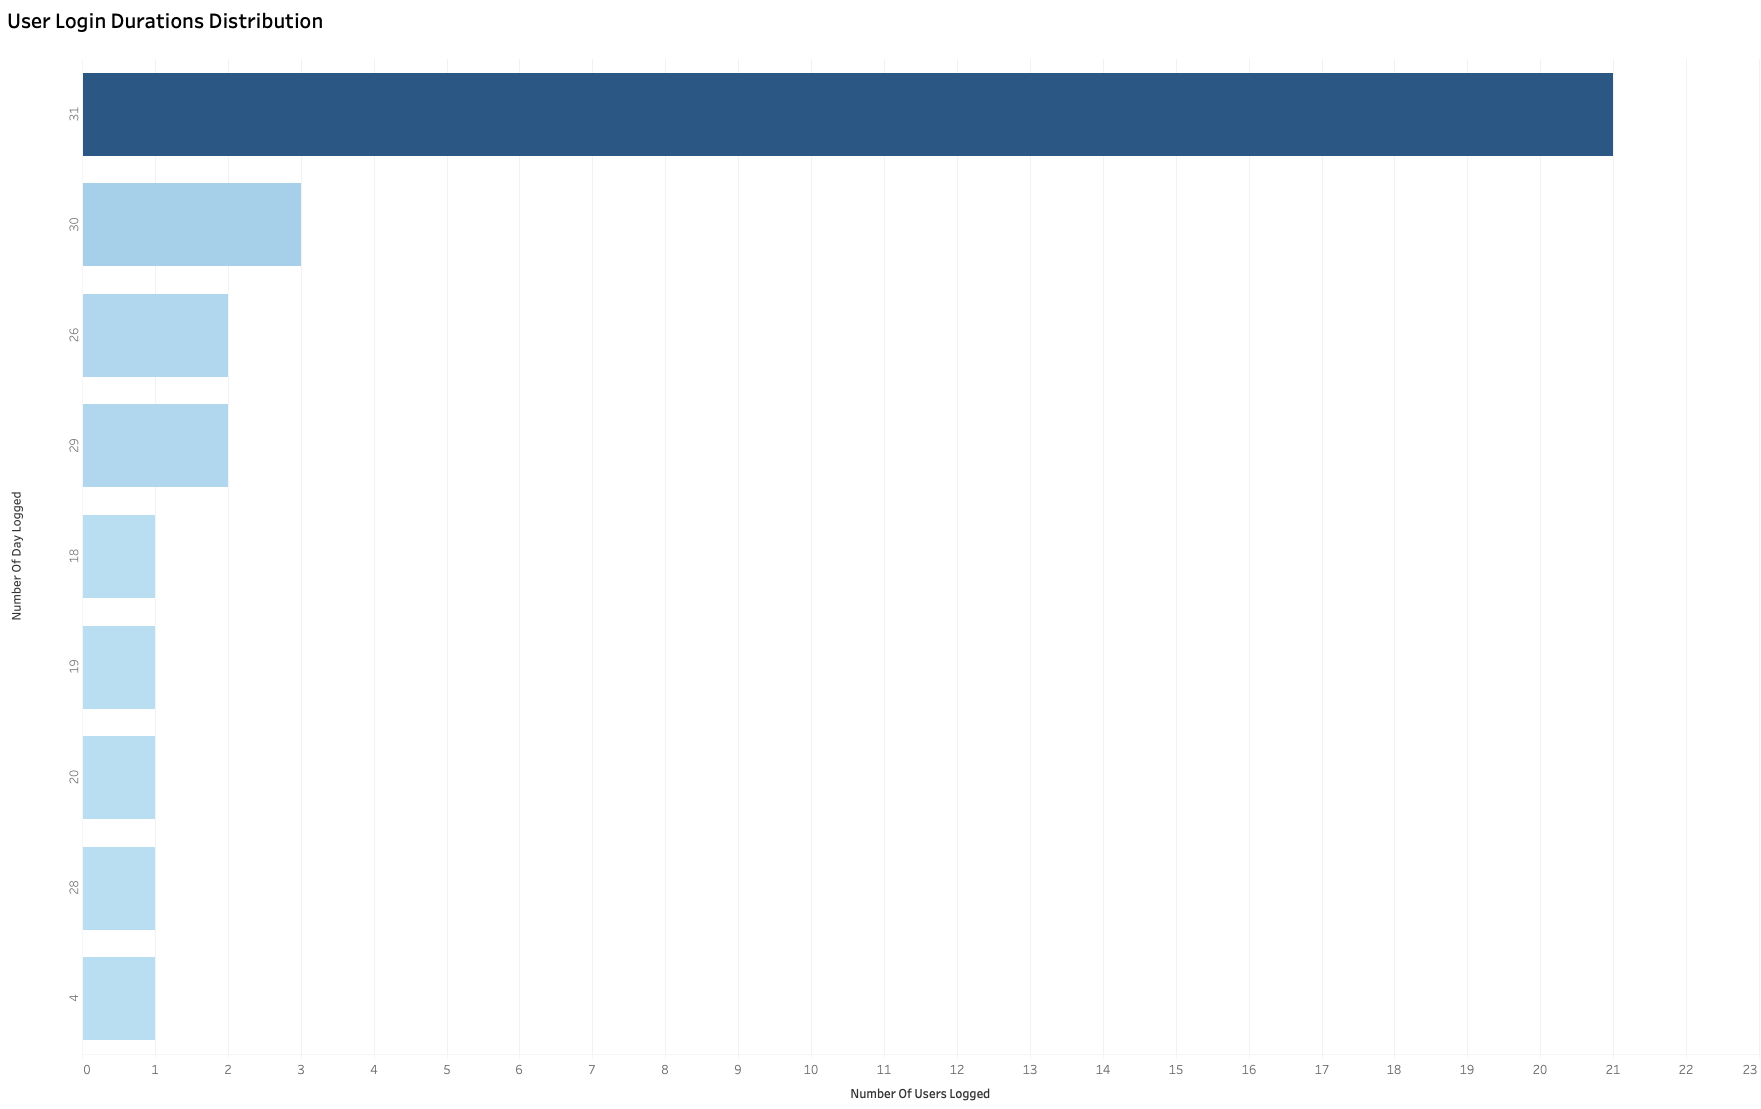 User Login Durations Distribution
31
30
26
29
18
19
20
28
4
Number Of Day Logged
0 1 2 3 4 5 6 7 8 9 10 11 12 13 14 15 16 17 18 19 20 21 22 23
Number Of Users Logged